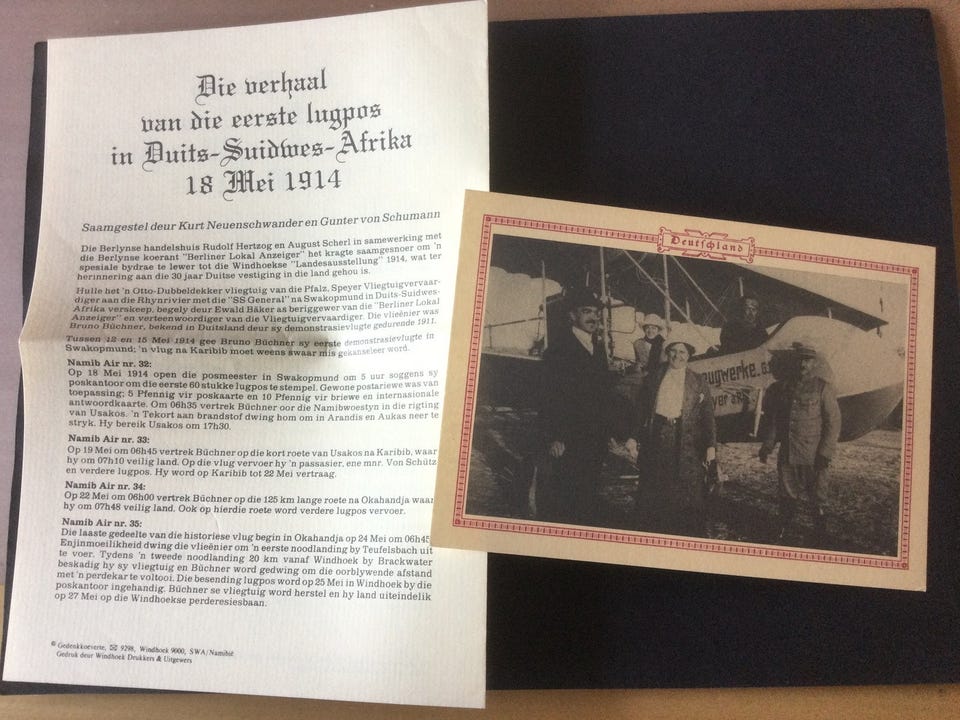 Die verhaal
van die eerste lugpos
in Duits-Suidwes-Afrika
18 Mei 1914
Saamgestel deur Kurt Neuenschwander en Gunter von Schumann
Die Berlynse handelshuis Rudolf Hertzog en August Scherl in samewerking met
die Berlynse koerant "Berliner Lokal Anzeiger" het kragte saamgesnoer om 'n
spesiale bydrae te lewer tot die Windhoekse "Landesausstellung" 1914, wat ter
herinnering aan die 30 jaar Duitse vestiging in die land gehou is.
Hulle het 'n Otto-Dubbeldekker vliegtuig van die Pfalz, Speyer Vliegtuigvervaar-
diger aan die Rhynrivier met die "SS General" na Swakopmund in Duits-Suidwes-
Afrika verskeep, begely deur Ewald Bäker as beriggewer van die "Berliner Lokal
Anzeiger" en verteenwoordiger van die Vliegtuigvervaardiger. Die vlieënier was
Bruno Büchner, bekend in Duitsland deur sy demonstrasievlugte gedurende 1911.
Tussen 12 en 15 Mei 1914 gee Bruno Büchner sy eerste demonstrasievlugte in
Swakopmund; 'n vlug na Karibib moet weens swaar mis gekanseleer word.
Namib Air nr. 32:
Op 18 Mei 1914 open die posmeester in Swakopmund om 5 uur soggens sy
poskantoor om die eerste 60 stukke lugpos te stempel. Gewone postariewe was van
toepassing; 5 Pfennig vir poskaarte en 10 Pfennig vir briewe en internasionale
antwoordkaarte. Om 06h35 vertrek Büchner oor die Namibwoestyn in die rigting
van Usakos. 'n Tekort aan brandstof dwing hom om in Arandis en Aukas neer te
stryk. Hy bereik Usakos om 17h30.
Namib Air nr. 33:
Op 19 Mei om 06h45 vertrek Büchner op die kort roete van Usakos na Karibib, waar
hy om 07h10 veilig land. Op die vlug vervoer hy 'n passasier, ene mnr. Von Schütz
en verdere lugpos. Hy word op Karibib tot 22 Mei vertraag.
Namib Air nr. 34:
Op 22 Mei om 06h00 vertrek Büchner op die 125 km lange roete na Okahandja waar
hy om 07h48 veilig land. Ook op hierdie roete word verdere lugpos vervoer.
Namib Air nr. 35:
Die laaste gedeelte van die historiese vlug begin in Okahandja op 24 Mei om 06h45.
Enjinmoeilikheid dwing die vlieënier om 'n eerste noodlanding by Teufelsbach uit
te voer. Tydens 'n tweede noodlanding 20 km vanaf Windhoek by Brackwater
beskadig hy sy vliegtuig en Büchner word gedwing om die oorblywende afstand
met 'n perdekar te voltooi. Die besending lugpos word op 25 Mei in Windhoek by die
poskantoor ingehandig. Büchner se vliegtuig word herstel en hy land uiteindelik
op 27 Mei op die Windhoekse perderesiesbaan.
© Gedenkkoeverte, ✉ 9298, Windhoek 9000, SWA/Namibië
Gedruk deur Windhoek Drukkers & Uitgewers
Deutschland
zugwerke.G.